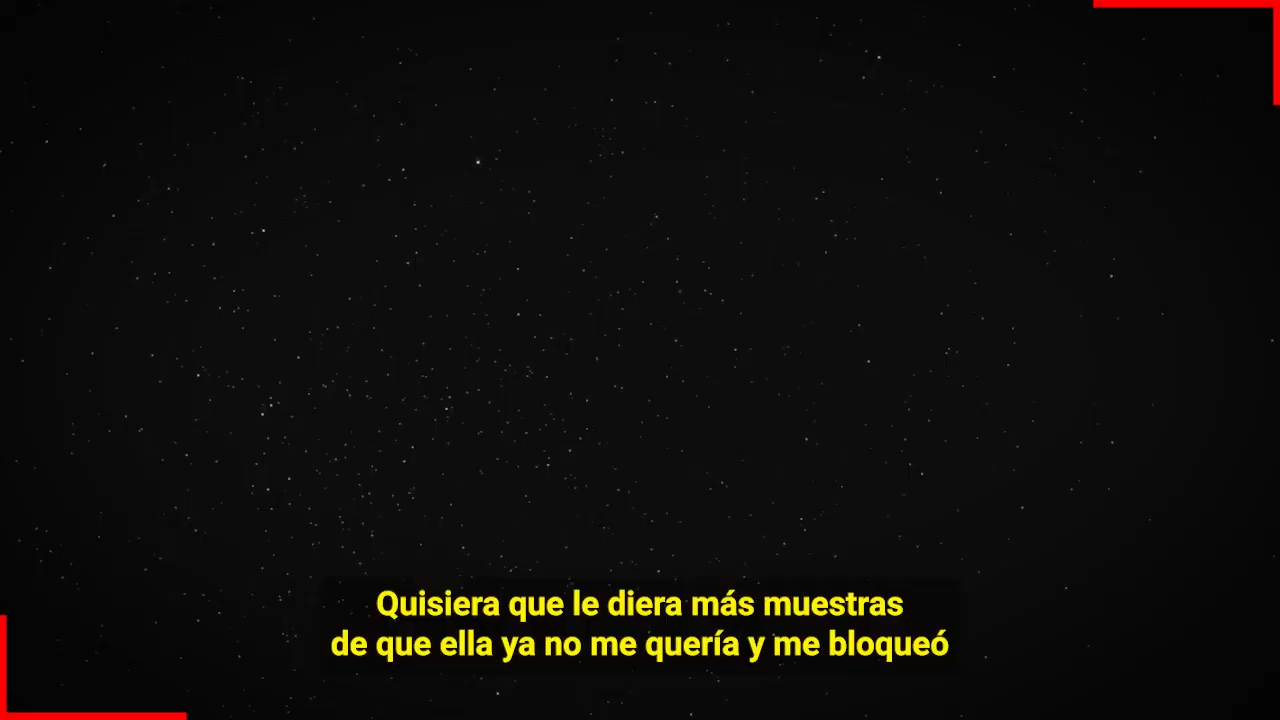 Quisiera que le diera más muestras
de que ella ya no me quería y me bloqueó